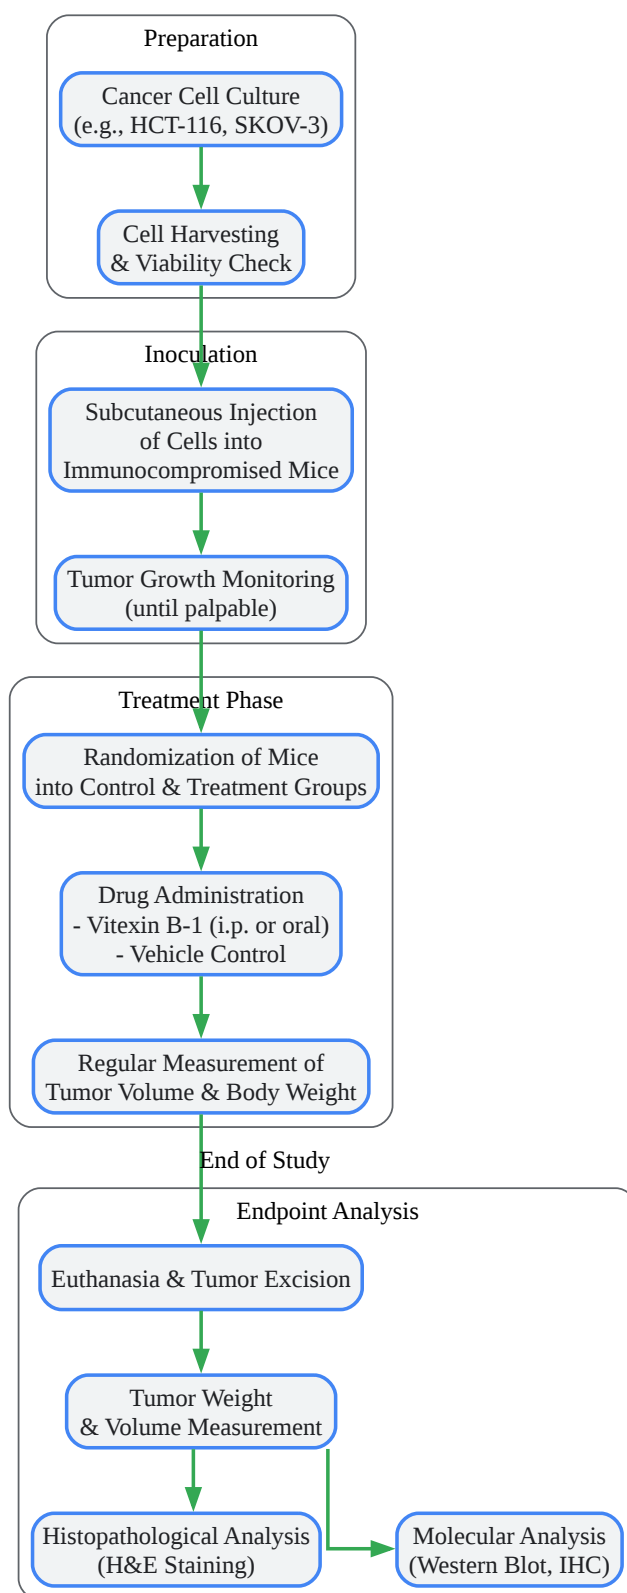 Preparation
Cancer Cell Culture
(e.g., HCT-116, SKOV-3)
Cell Harvesting
& Viability Check
Inoculation
Subcutaneous Injection
of Cells into
Immunocompromised Mice
Tumor Growth Monitoring
(until palpable)
Treatment Phase
Randomization of Mice
into Control & Treatment Groups
Drug Administration
- Vitexin B-1 (i.p. or oral)
- Vehicle Control
Regular Measurement of
Tumor Volume & Body Weight
End of Study
Endpoint Analysis
Euthanasia & Tumor Excision
Tumor Weight
& Volume Measurement
Histopathological Analysis
(H&E Staining)
Molecular Analysis
(Western Blot, IHC)